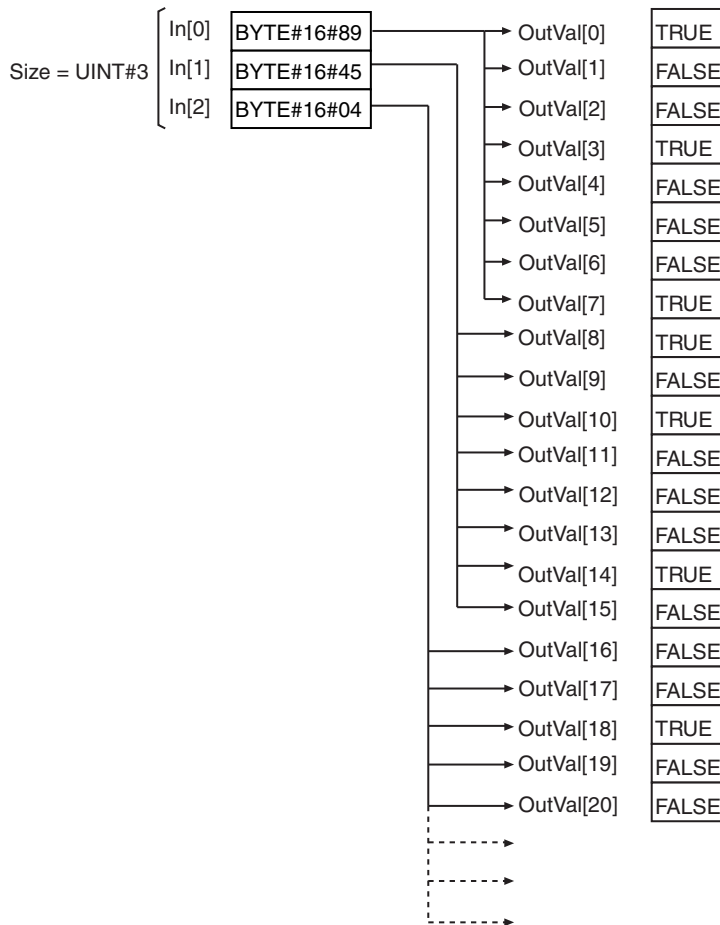 In[0] BYTE#16#89 OutVal[0] TRUE
Size = UINT#3 In[1] BYTE#16#45 OutVal[1] FALSE
In[2] BYTE#16#04 OutVal[2] FALSE
OutVal[3] TRUE
OutVal[4] FALSE
OutVal[5] FALSE
OutVal[6] FALSE
OutVal[7] TRUE
OutVal[8] TRUE
OutVal[9] FALSE
OutVal[10] TRUE
OutVal[11] FALSE
OutVal[12] FALSE
OutVal[13] FALSE
OutVal[14] TRUE
OutVal[15] FALSE
OutVal[16] FALSE
OutVal[17] FALSE
OutVal[18] TRUE
OutVal[19] FALSE
OutVal[20] FALSE